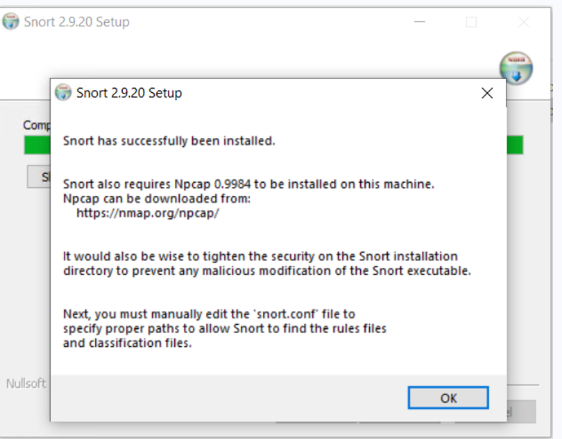 Snort 2.9.20 Setup
Snort 2.9.20 Setup
Snort has successfully been installed.
Snort also requires Npcap 0.9984 to be installed on this machine.
Npcap can be downloaded from:
https://nmap.org/npcap/
It would also be wise to tighten the security on the Snort installation
directory to prevent any malicious modification of the Snort executable.
Next, you must manually edit the 'snort.conf' file to
specify proper paths to allow Snort to find the rules files
and classification files.
Nullsoft
OK